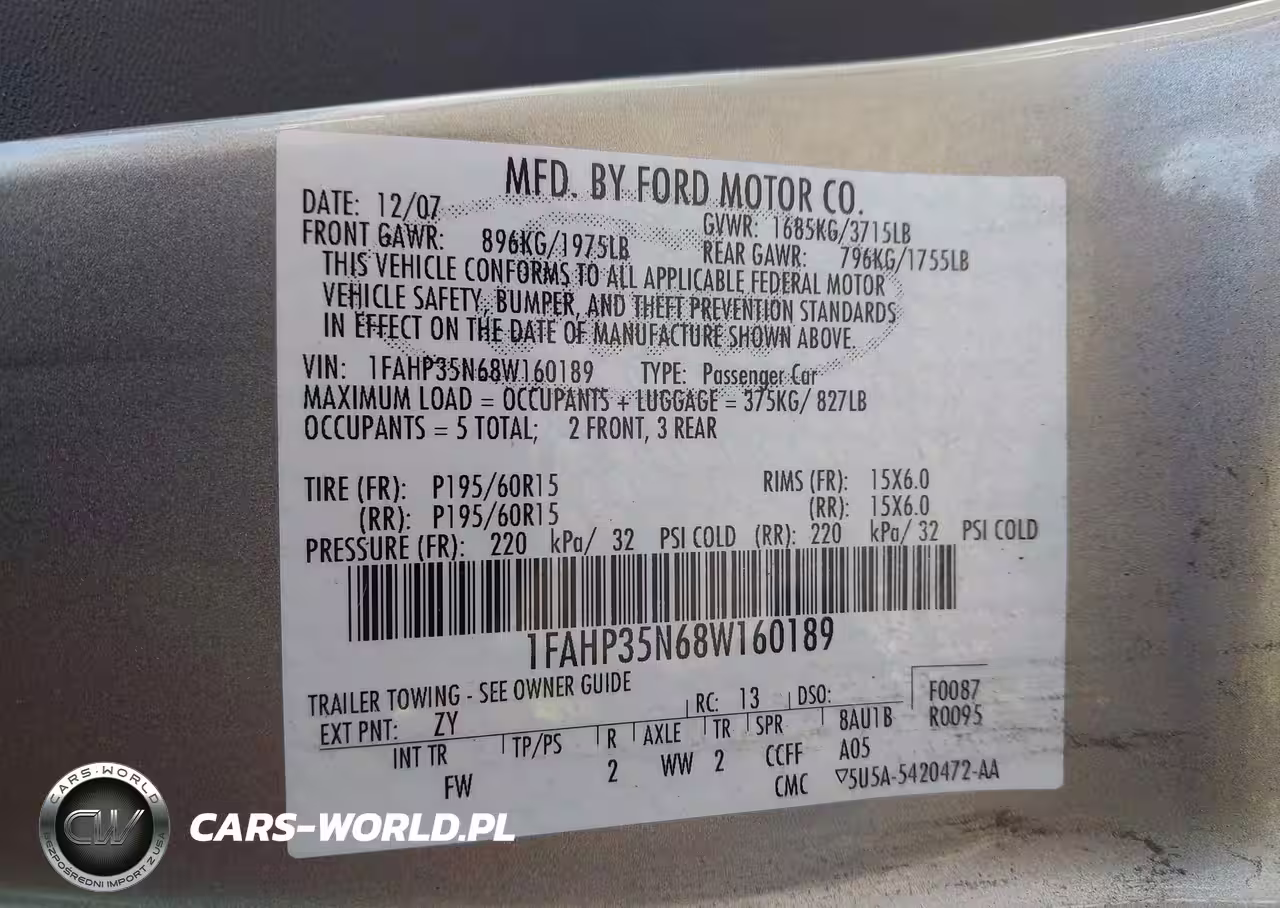 MFD. BY FORD MOTOR CO.
DATE: 12/07 GVWR: 1685KG/3715LB
FRONT GAWR: 896KG/1975LB REAR GAWR: 796KG/1755LB
THIS VEHICLE CONFORMS TO ALL APPLICABLE FEDERAL MOTOR
VEHICLE SAFETY, BUMPER, AND THEFT PREVENTION STANDARDS
IN EFFECT ON THE DATE OF MANUFACTURE SHOWN ABOVE.
VIN: 1FAHP35N68W160189 TYPE: Passenger Car
MAXIMUM LOAD = OCCUPANTS + LUGGAGE = 375KG/ 827LB
OCCUPANTS = 5 TOTAL; 2 FRONT, 3 REAR
TIRE (FR): P195/60R15 RIMS (FR): 15X6.0
(RR): P195/60R15 (RR): 15X6.0
PRESSURE (FR): 220 kPa/ 32 PSI COLD (RR): 220 kPa/ 32 PSI COLD
1FAHP35N68W160189
TRAILER TOWING - SEE OWNER GUIDE
EXT PNT: ZY RC: 13 DSO: F0087
INT TR TP/PS R AXLE TR SPR 8AU1B R0095
FW 2 WW 2 CCFF A05
CMC ▽5U5A-5420472-AA
CARS-WORLD
CW
BEZPOŚREDNI IMPORT Z USA
CARS-WORLD.PL